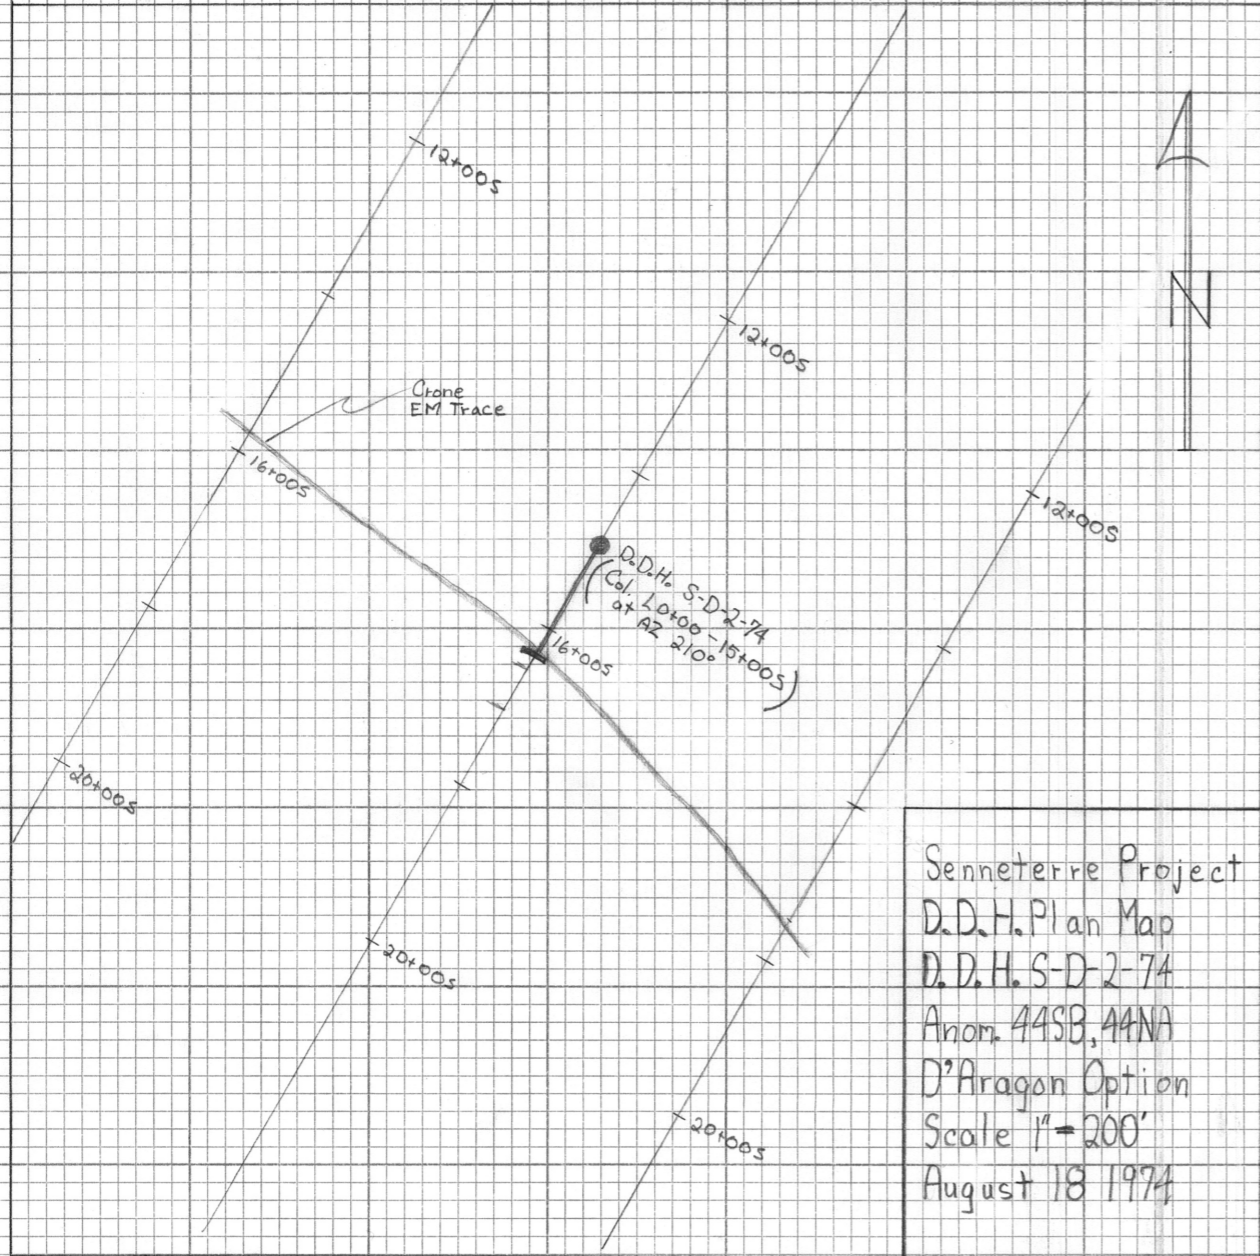 12+00S
N
12+00S
Crone
EM Trace
16+00S
12+00S
D.D.H. S-D-2-74
(Col. L0+00-15+00S
at AZ 210°)
16+00S
20+00S
20+00S
20+00S
Senneterre Project
D.D.H. Plan Map
D.D.H. S-D-2-74
Anom. 44SB, 44NA
D'Aragon Option
Scale 1"=200'
August 18 1974